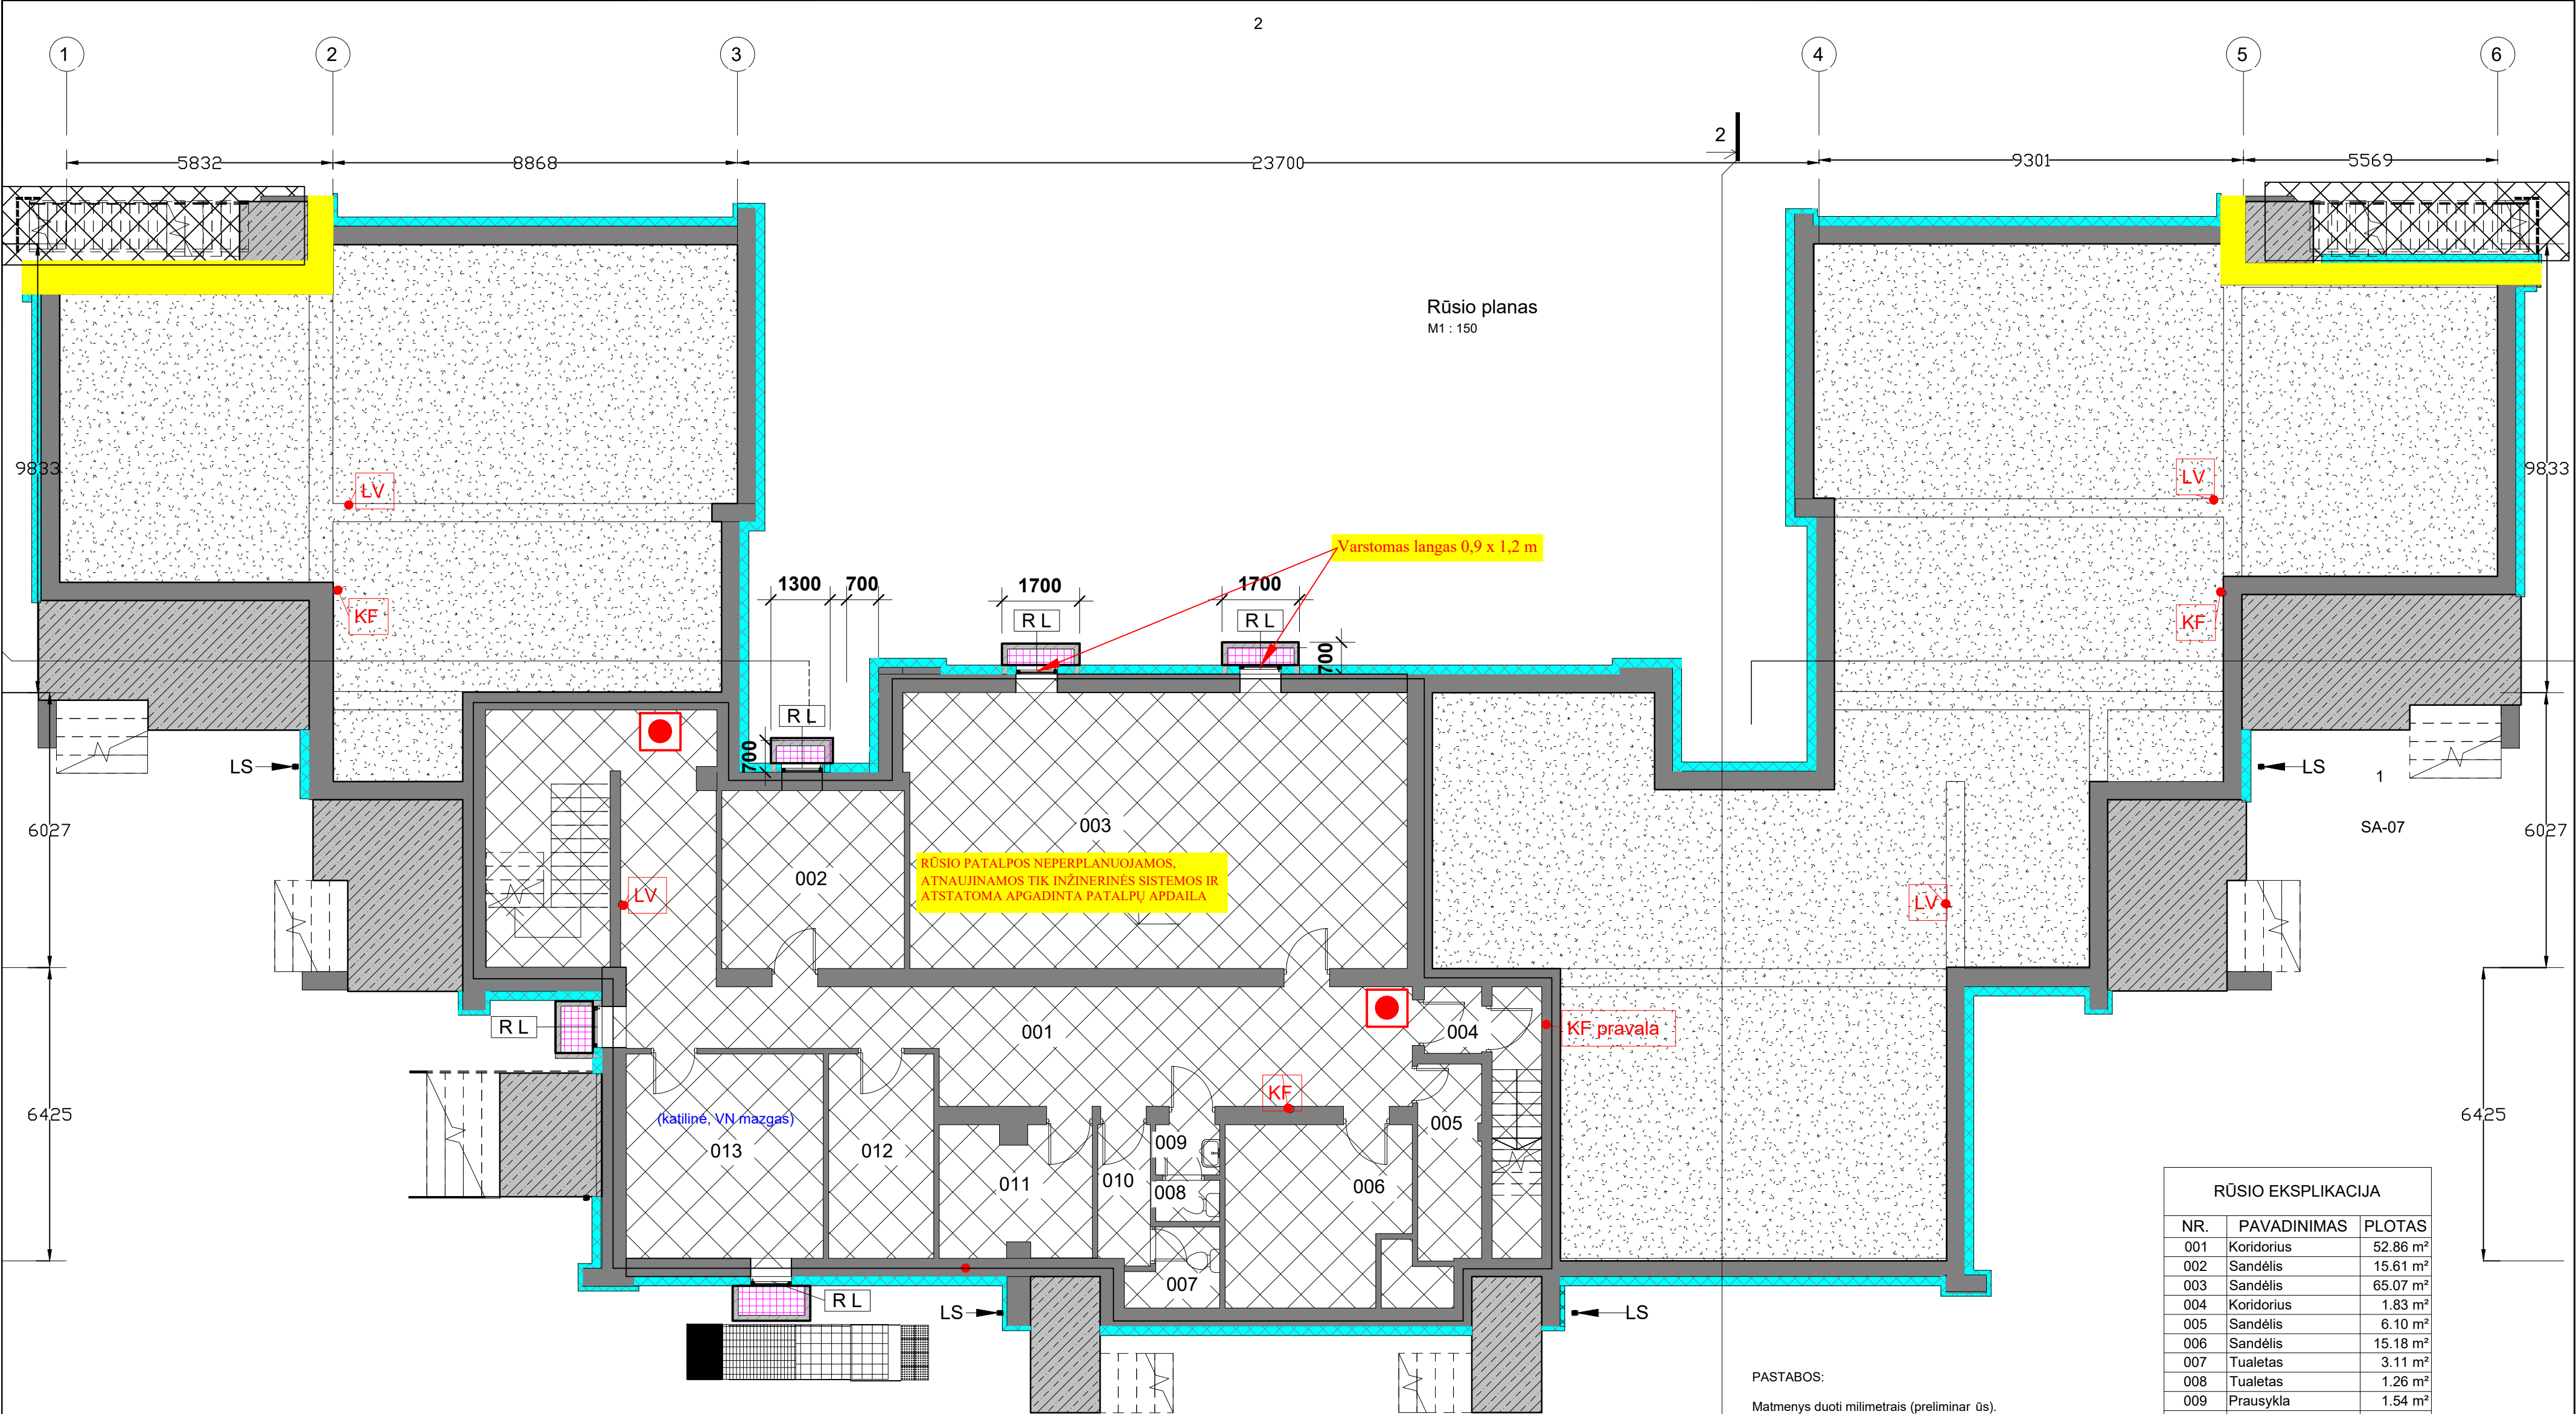 2
1
2
3
4
5
6
5832
8868
23700
2
9301
5569
Rūsio planas
M1 : 150
9833
9833
LV
LV
Varstomas langas 0,9 x 1,2 m
1300
700
1700
1700
KF
R L
R L
KF
700
R L
700
LS
LS
1
SA-07
6027
6027
003
RŪSIO PATALPOS NEPERPLANUOJAMOS,
ATNAUJINAMOS TIK INŽINERINĖS SISTEMOS IR
ATSTATOMA APGADINTA PATALPŲ APDAILA
002
LV
LV
R L
001
004
KF pravala
KF
6425
6425
(katilinė, VN mazgas)
013
012
011
010
009
008
007
006
005
R L
LS
LS
RŪSIO EKSPLIKACIJA
NR. PAVADINIMAS PLOTAS
001 Koridorius 52.86 m²
002 Sandėlis 15.61 m²
003 Sandėlis 65.07 m²
004 Koridorius 1.83 m²
005 Sandėlis 6.10 m²
006 Sandėlis 15.18 m²
007 Tualetas 3.11 m²
008 Tualetas 1.26 m²
009 Prausykla 1.54 m²
PASTABOS:
Matmenys duoti milimetrais (preliminar ūs).